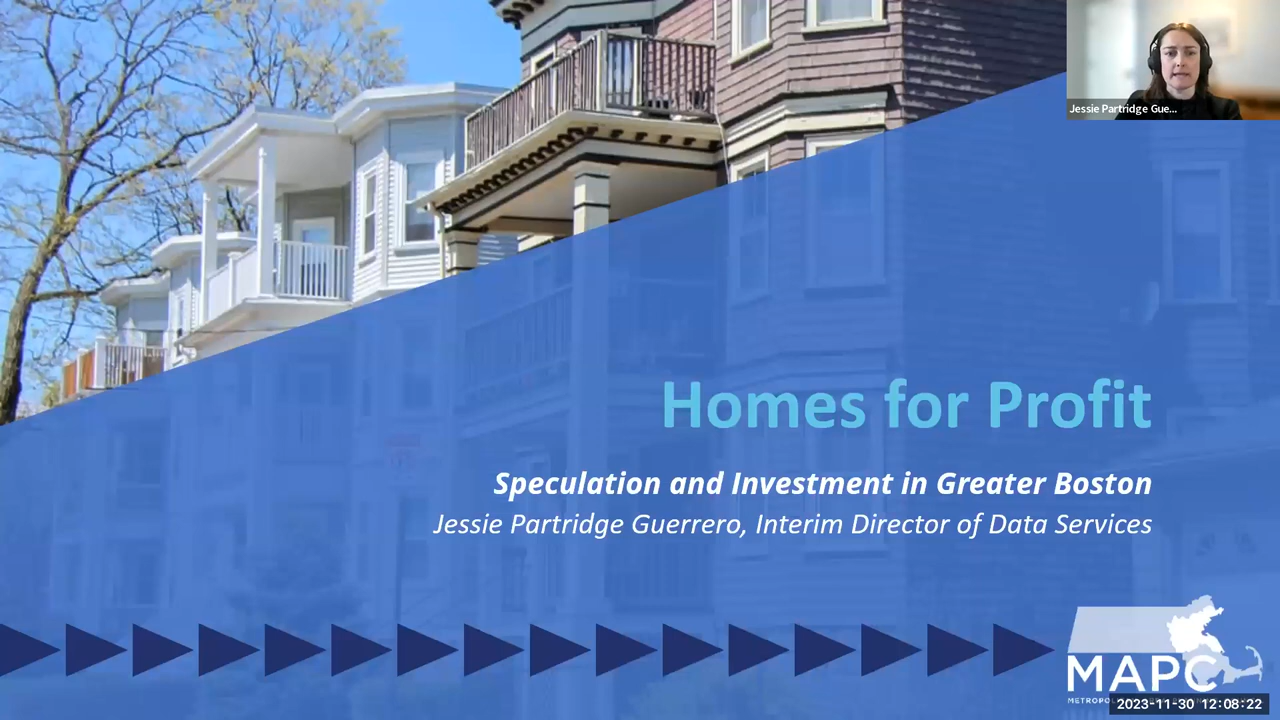 Jessie Partridge Gue...
Homes for Profit
Speculation and Investment in Greater Boston
Jessie Partridge Guerrero, Interim Director of Data Services
MAPC
2023-11-30 12:08:22